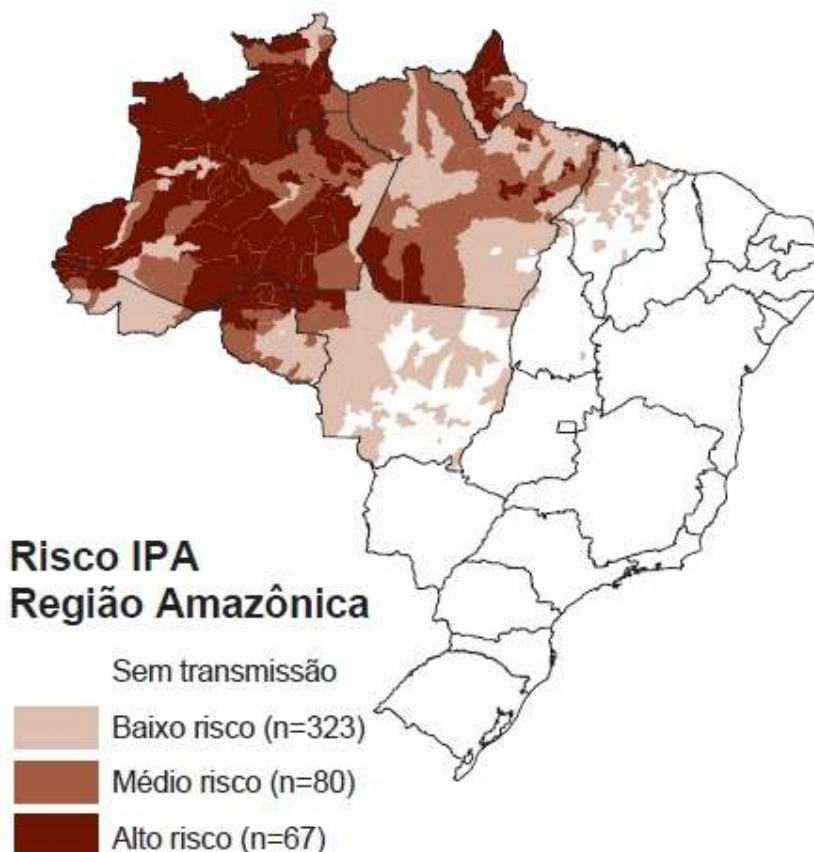 Risco IPA
Região Amazônica
Sem transmissão
Baixo risco (n=323)
Médio risco (n=80)
Alto risco (n=67)